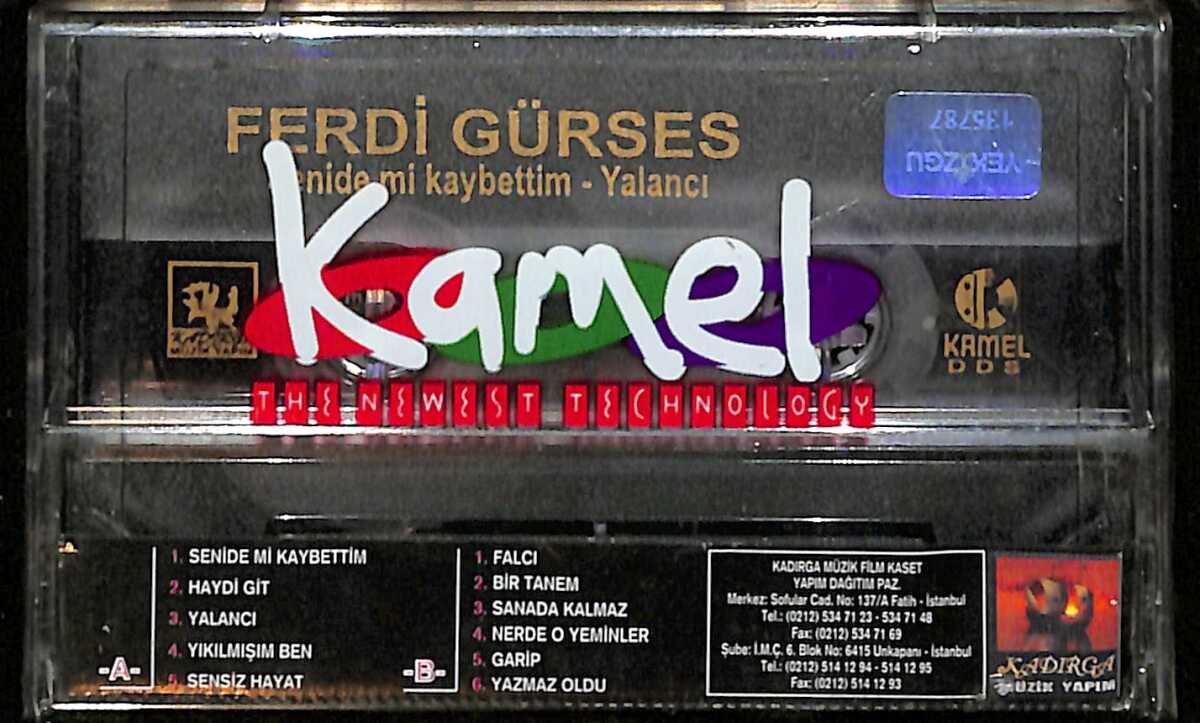 FERDİ GÜRSES
Senide mi kaybettim - Yalancı
135787
Kamel
KAMEL
DDS
THE NEWEST TECHNOLOGY
-A-
1. SENİDE Mİ KAYBETTİM
2. HAYDİ GİT
3. YALANCI
4. YIKILMIŞIM BEN
5. SENSİZ HAYAT
-B-
1. FALCI
2. BİR TANEM
3. SANADA KALMAZ
4. NERDE O YEMİNLER
5. GARİP
6. YAZMAZ OLDU
KADIRGA MÜZİK FİLM KASET
YAPIM DAĞITIM PAZ.
Merkez: Sofular Cad. No: 137/A Fatih - İstanbul
Tel.: (0212) 534 71 23 - 534 71 48
Fax: (0212) 534 71 69
Şube: İ.M.Ç. 6. Blok No: 6415 Unkapanı - İstanbul
Tel.: (0212) 514 12 94 - 514 12 95
Fax: (0212) 514 12 93
KADIRGA
MÜZİK YAPIM